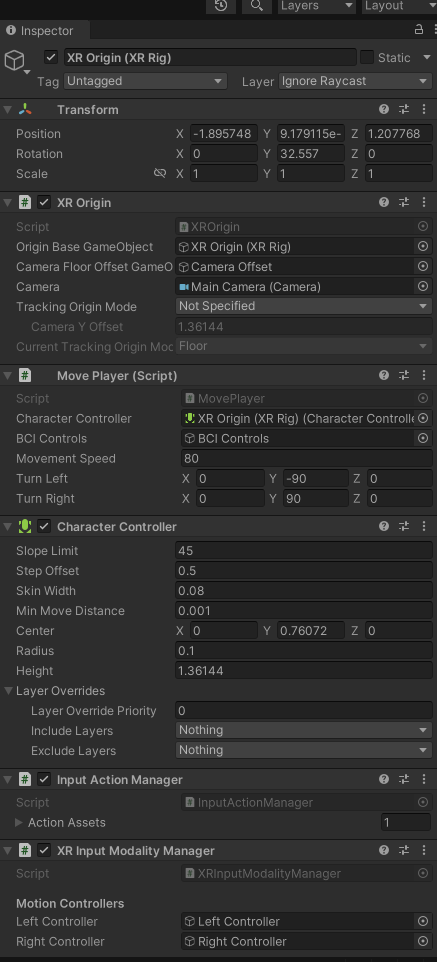 Layers Layout
Inspector
XR Origin (XR Rig) Static
Tag Untagged Layer Ignore Raycast
Transform
Position X -1.895748 Y 9.179115e- Z 1.207768
Rotation X 0 Y 32.557 Z 0
Scale X 1 Y 1 Z 1
# XR Origin
Script # XROrigin
Origin Base GameObject XR Origin (XR Rig)
Camera Floor Offset GameO Camera Offset
Camera Main Camera (Camera)
Tracking Origin Mode Not Specified
Camera Y Offset 1.36144
Current Tracking Origin Moc Floor
# Move Player (Script)
Script # MovePlayer
Character Controller XR Origin (XR Rig) (Character Controlle
BCI Controls BCI Controls
Movement Speed 80
Turn Left X 0 Y -90 Z 0
Turn Right X 0 Y 90 Z 0
Character Controller
Slope Limit 45
Step Offset 0.5
Skin Width 0.08
Min Move Distance 0.001
Center X 0 Y 0.76072 Z 0
Radius 0.1
Height 1.36144
Layer Overrides
Layer Override Priority 0
Include Layers Nothing
Exclude Layers Nothing
# Input Action Manager
Script # InputActionManager
Action Assets 1
# XR Input Modality Manager
Script # XRInputModalityManager
Motion Controllers
Left Controller Left Controller
Right Controller Right Controller